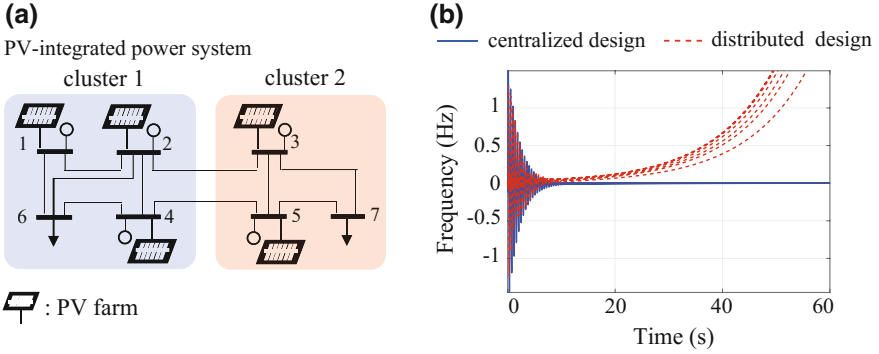 (a)
PV-integrated power system
cluster 1
cluster 2
1
2
3
6
4
5
7
: PV farm
(b)
centralized design
distributed design
Frequency (Hz)
1
0.5
0
-0.5
-1
0
20
40
60
Time (s)